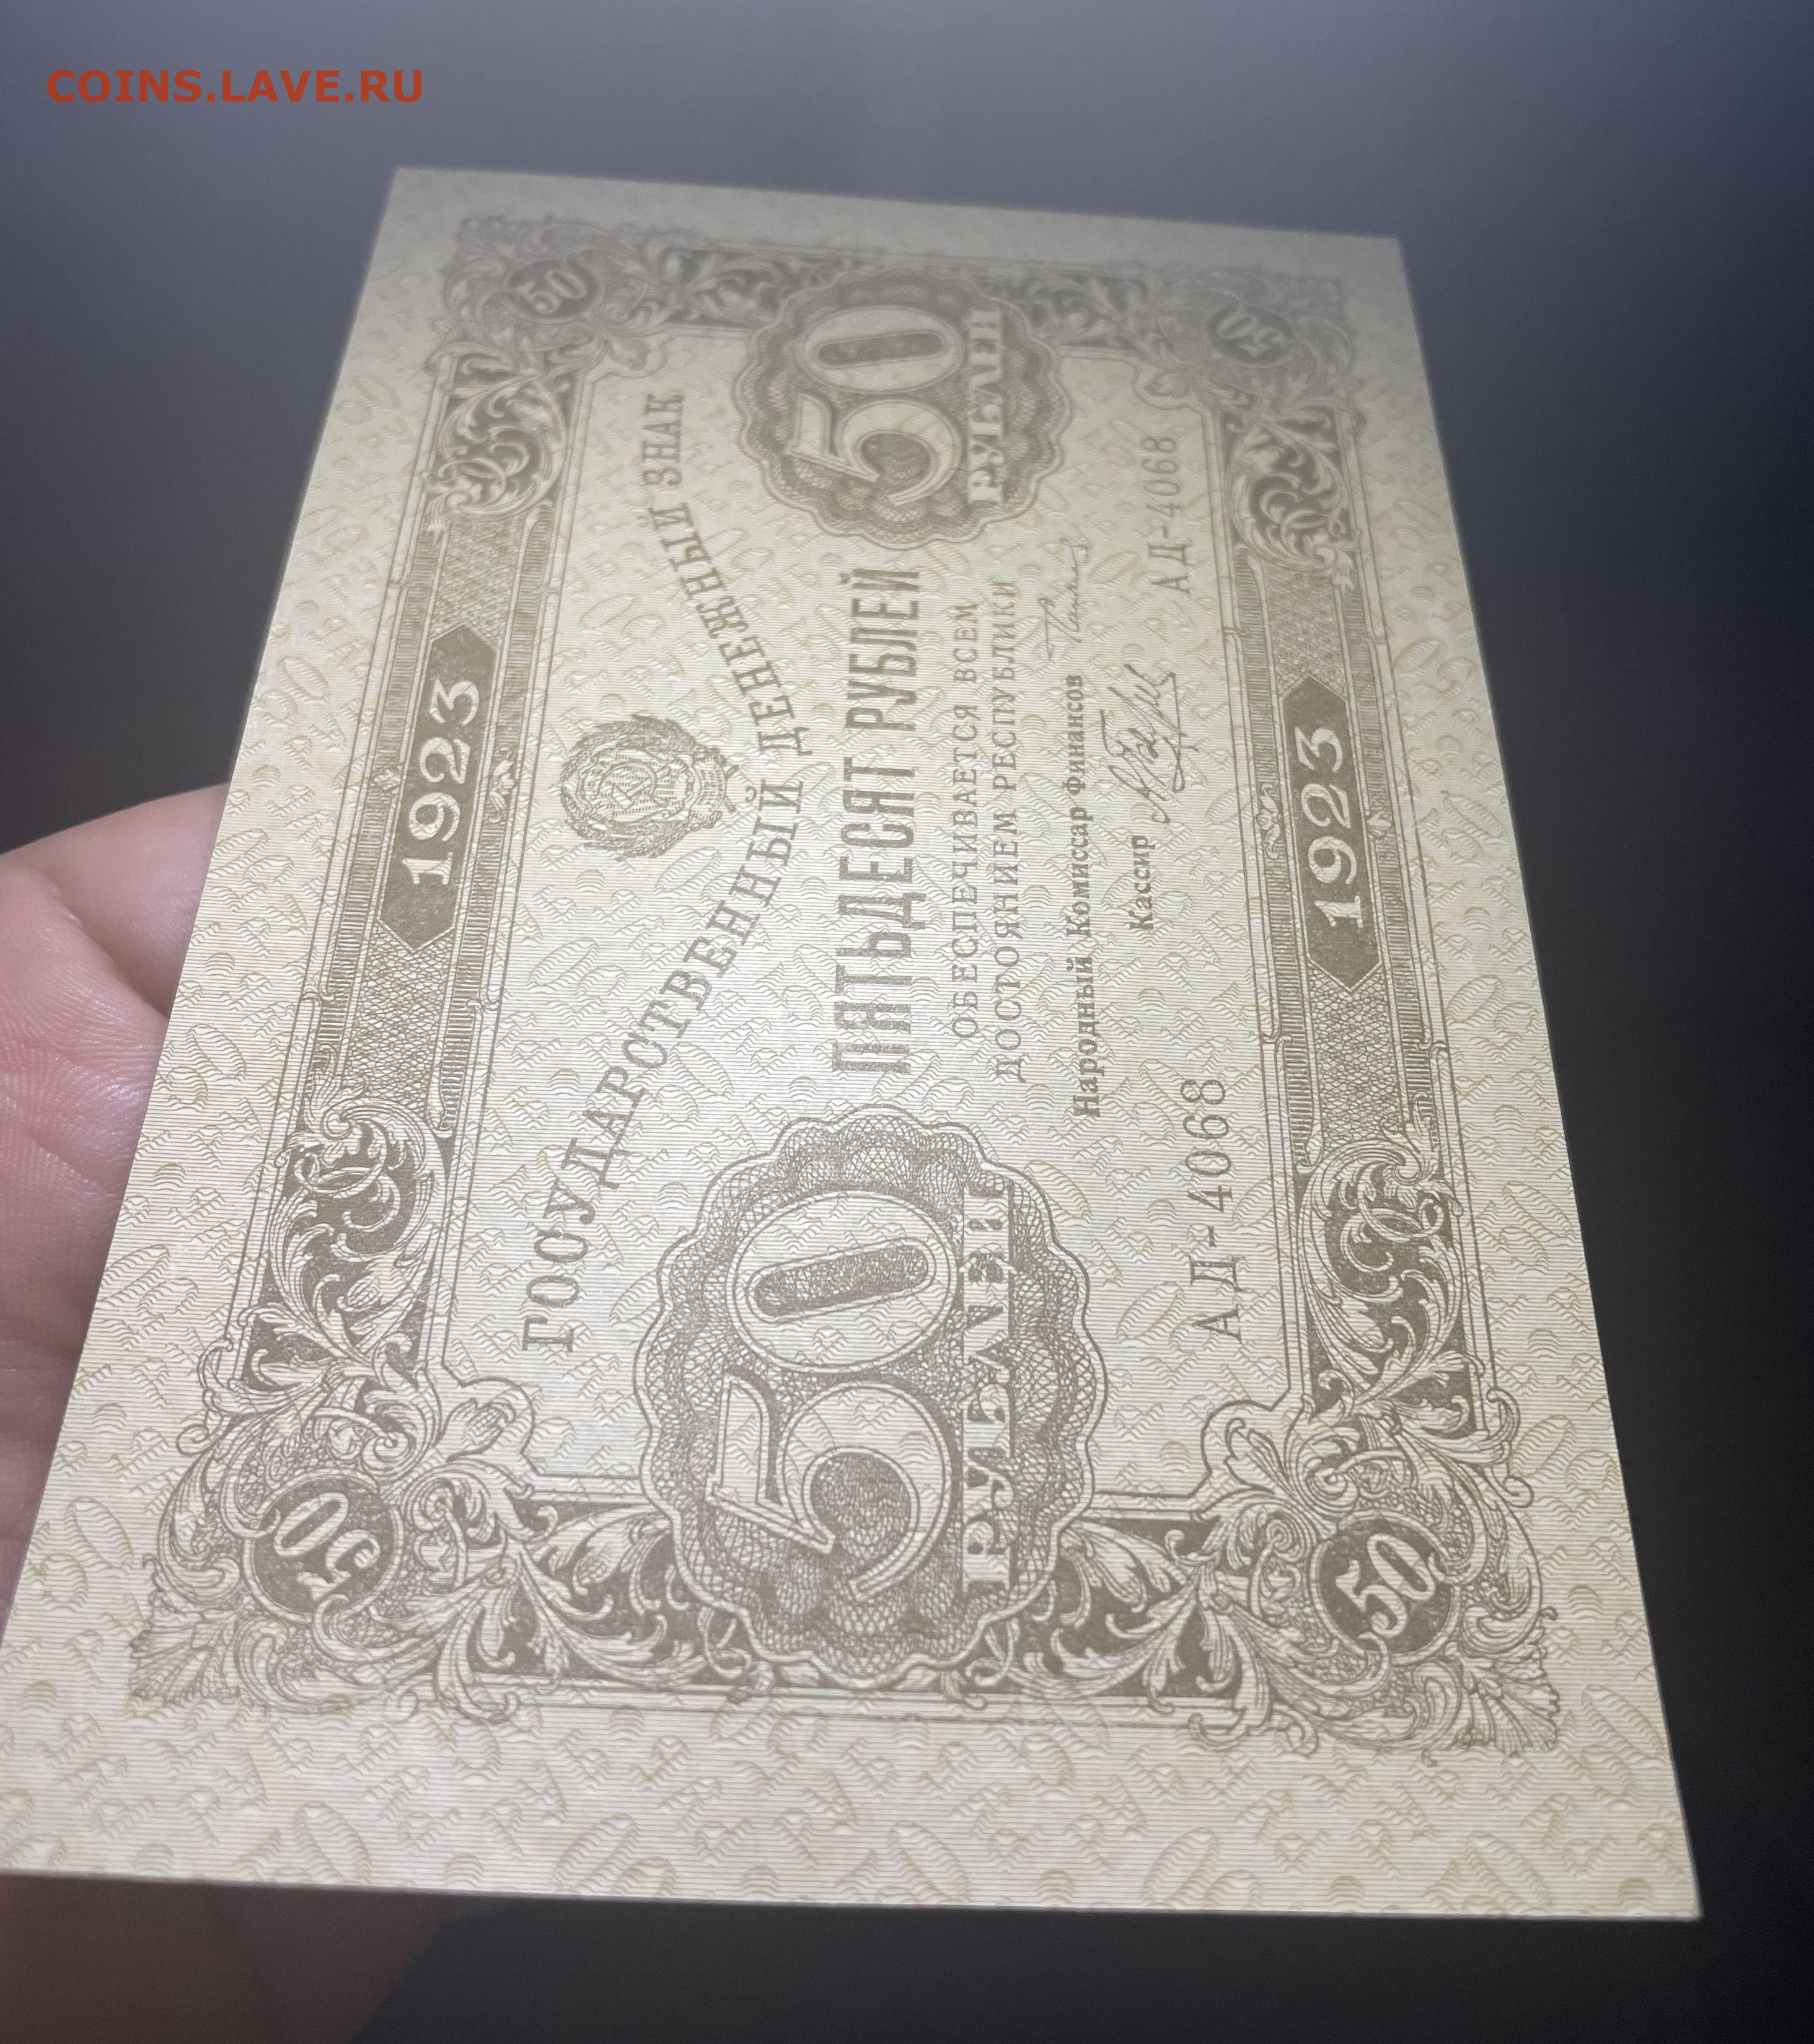 COINS.LAVE.RU
50
1923
50
ГОСУДАРСТВЕННЫЙ ДЕНЕЖНЫЙ ЗНАК
50
РУБЛЕЙ
ПЯТЬДЕСЯТ РУБЛЕЙ
50
РУБЛЕЙ
ОБЕСПЕЧИВАЕТСЯ ВСЕМ
ДОСТОЯНИЕМ РЕСПУБЛИКИ
Народный Комиссар Финансов
Кассир
АД-4068
АД-4068
50
1923
50